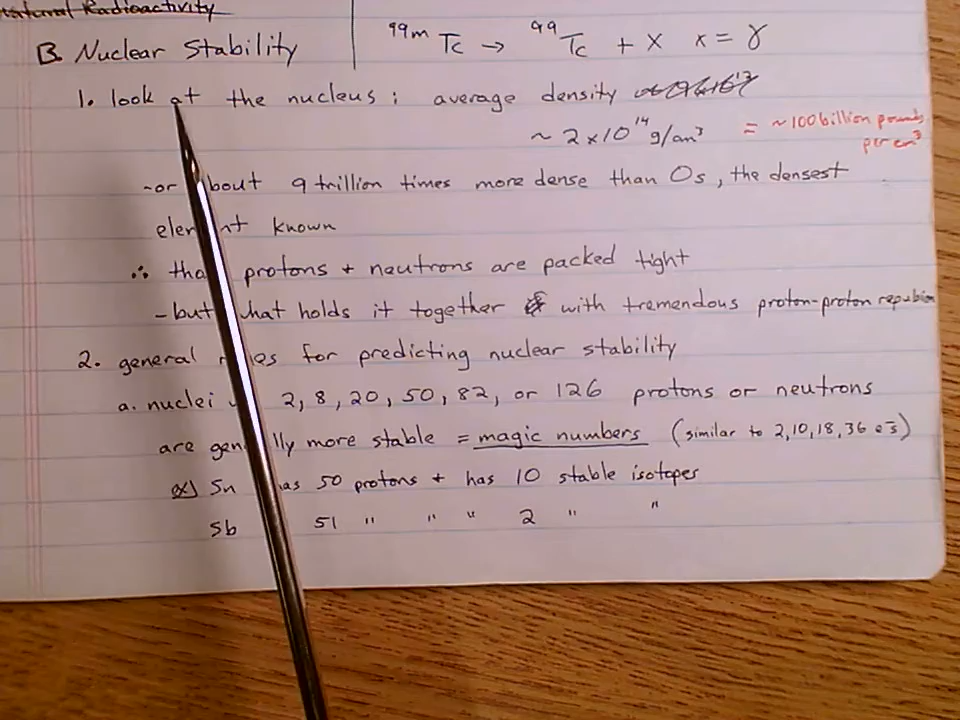 Natural Radioactivity
B. Nuclear Stability
99m Tc → 99 Tc + X x = γ
1. look at the nucleus: average density
~ 2 x 10^14 g/cm^3 = ~100 billion pounds
per cm^3
-or about 9 trillion times more dense than Os, the densest
element known
∴ the protons + neutrons are packed tight
- but what holds it together with tremendous proton-proton repulsion
2. general rules for predicting nuclear stability
a. nuclei 2, 8, 20, 50, 82, or 126 protons or neutrons
are generally more stable = magic numbers (similar to 2,10,18,36 e⁻s)
ex) Sn has 50 protons + has 10 stable isotopes
Sb 51 " " " 2 " "